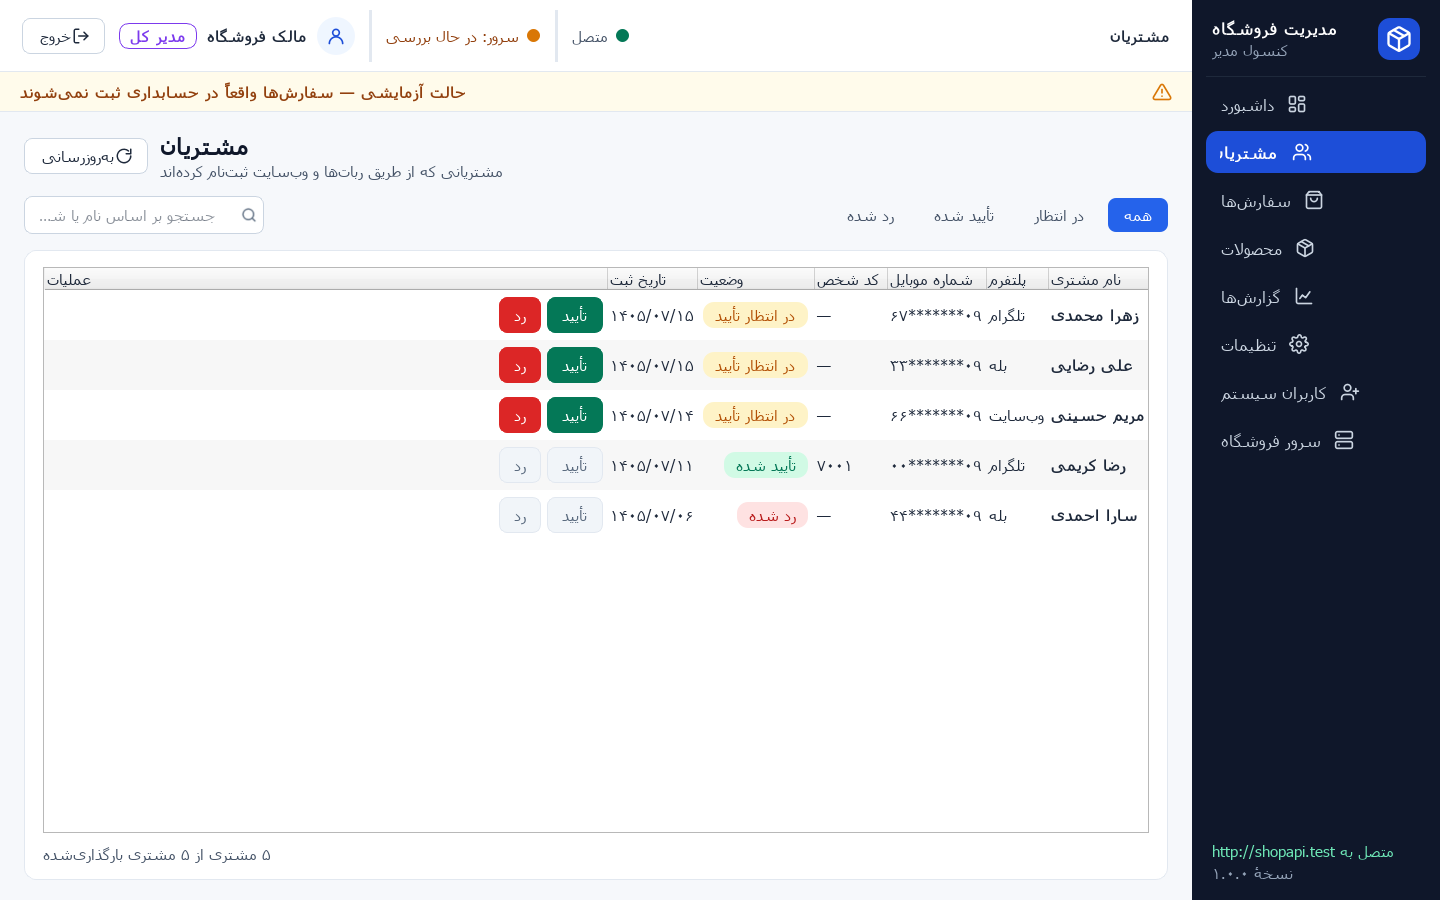 مدیریت فروشگاه
کنسول مدیر
داشبورد
مشتریان
سفارش‌ها
محصولات
گزارش‌ها
تنظیمات
کاربران سیستم
سرور فروشگاه
متصل به http://shopapi.test
نسخهٔ ۱.۰.۰
مشتریان
متصل
سرور: در حال بررسی
مالک فروشگاه
مدیر کل
خروج
حالت آزمایشی — سفارش‌ها واقعاً در حسابداری ثبت نمی‌شوند
مشتریان
مشتریانی که از طریق ربات‌ها و وب‌سایت ثبت‌نام کرده‌اند
به‌روزرسانی
همه
در انتظار
تأیید شده
رد شده
جستجو بر اساس نام یا شـ...
نام مشتری پلتفرم شماره موبایل کد شخص وضعیت تاریخ ثبت عملیات
زهرا محمدی تلگرام ۰۹*******۶۷ — در انتظار تأیید ۱۴۰۵/۰۷/۱۵ تأیید رد
علی رضایی بله ۰۹*******۳۳ — در انتظار تأیید ۱۴۰۵/۰۷/۱۵ تأیید رد
مریم حسینی وب‌سایت ۰۹*******۶۶ — در انتظار تأیید ۱۴۰۵/۰۷/۱۴ تأیید رد
رضا کریمی تلگرام ۰۹*******۰۰ ۷۰۰۱ تأیید شده ۱۴۰۵/۰۷/۱۱ تأیید رد
سارا احمدی بله ۰۹*******۴۴ — رد شده ۱۴۰۵/۰۷/۰۶ تأیید رد
۵ مشتری از ۵ مشتری بارگذاری‌شده